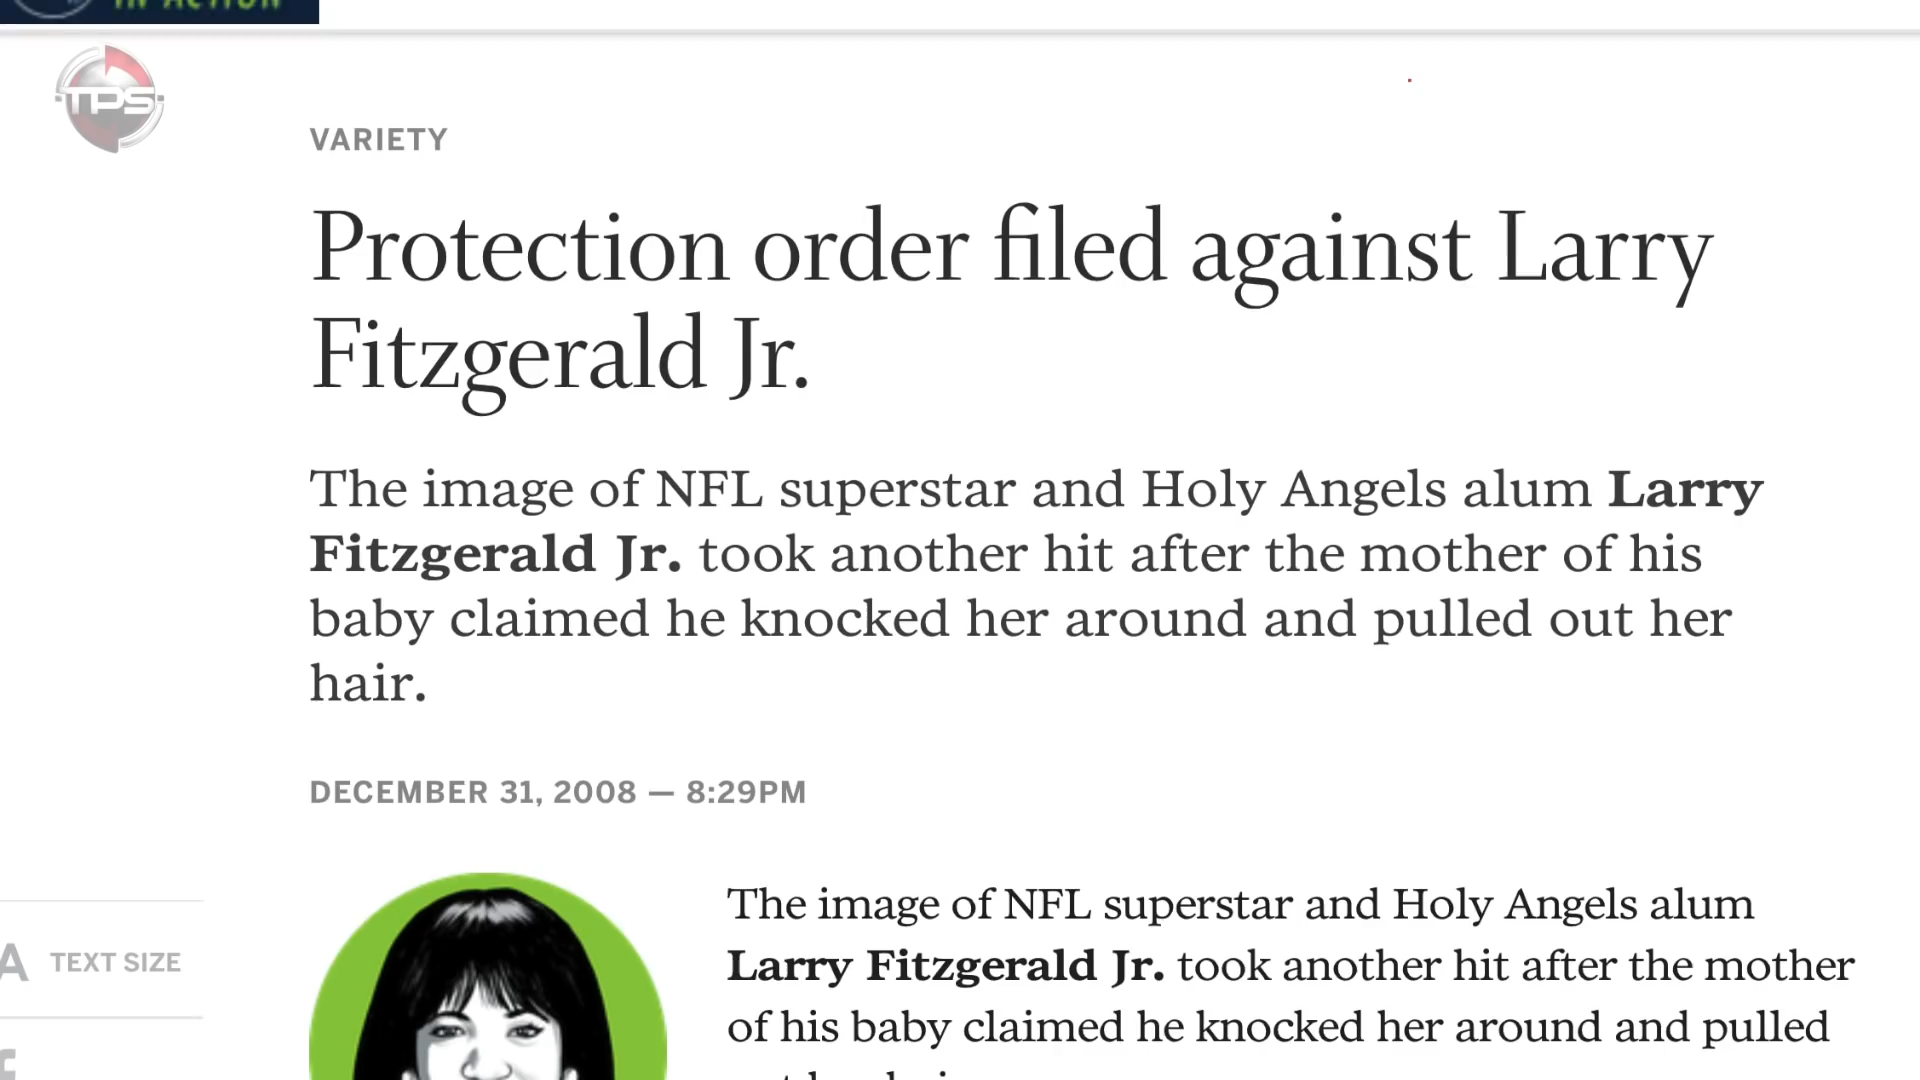 IN ACTION
TPS
VARIETY
Protection order filed against Larry
Fitzgerald Jr.
The image of NFL superstar and Holy Angels alum Larry
Fitzgerald Jr. took another hit after the mother of his
baby claimed he knocked her around and pulled out her
hair.
DECEMBER 31, 2008 — 8:29PM
A TEXT SIZE
The image of NFL superstar and Holy Angels alum
Larry Fitzgerald Jr. took another hit after the mother
of his baby claimed he knocked her around and pulled